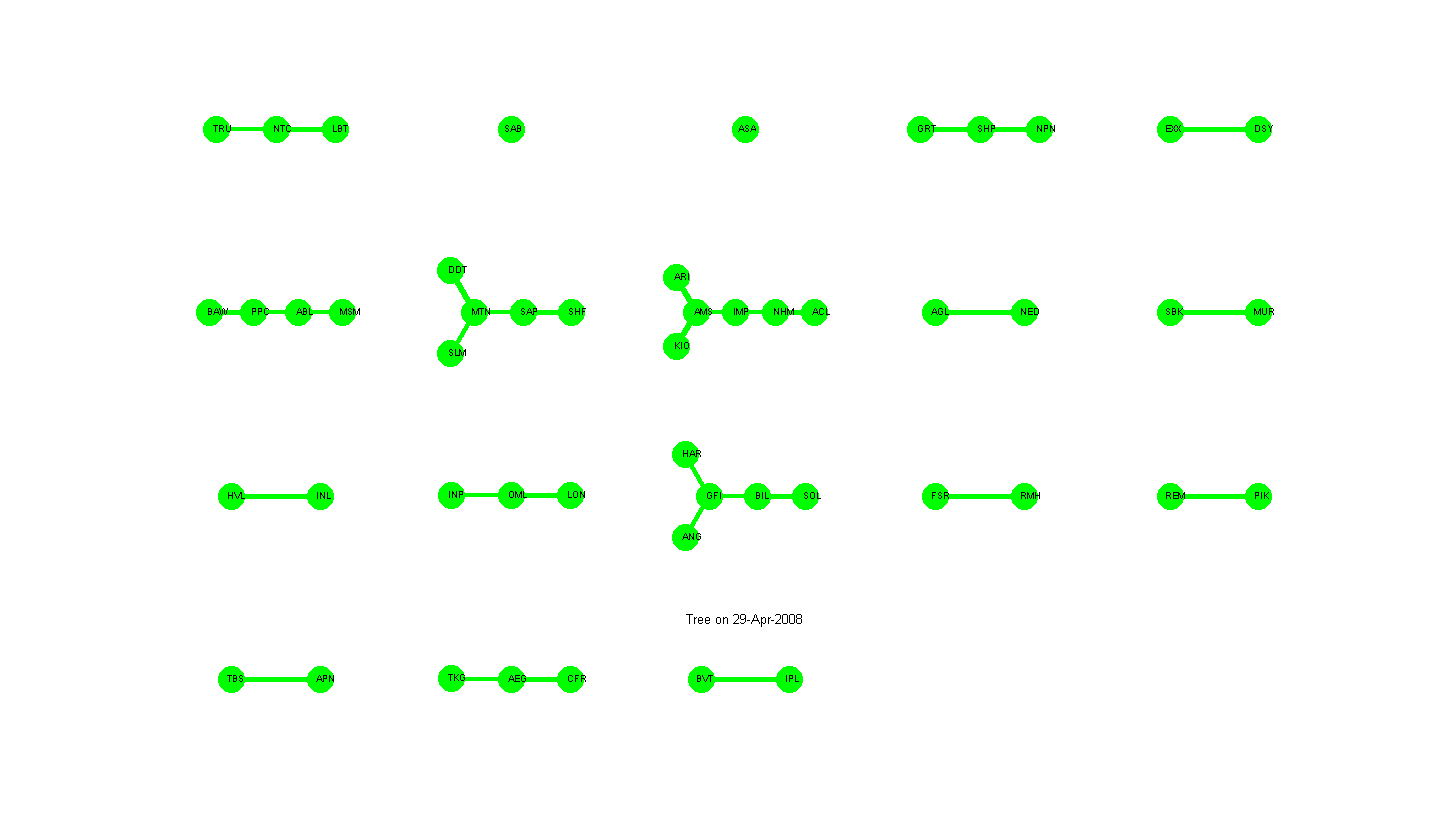 TRU NTC LBT SAB ASA GRT SHP NPN EXX DSY
DDT ARI
BAW PPC ABL MSM MTN SAP SHF AMS IMP NHM ACL AGL NED SBK MUR
SLM KIO
HAR
HVL INL INP OML LON GFI BIL SOL FSR RMH REM PIK
ANG
Tree on 29-Apr-2008
TBS APN TKG AEG CFR BVT IPL